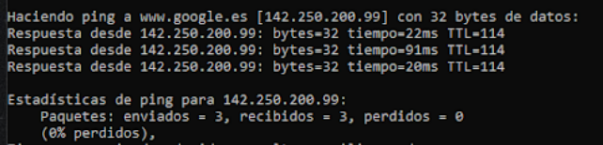 Haciendo ping a www.google.es [142.250.200.99] con 32 bytes de datos:
Respuesta desde 142.250.200.99: bytes=32 tiempo=22ms TTL=114
Respuesta desde 142.250.200.99: bytes=32 tiempo=91ms TTL=114
Respuesta desde 142.250.200.99: bytes=32 tiempo=20ms TTL=114
Estadísticas de ping para 142.250.200.99:
Paquetes: enviados = 3, recibidos = 3, perdidos = 0
(0% perdidos),